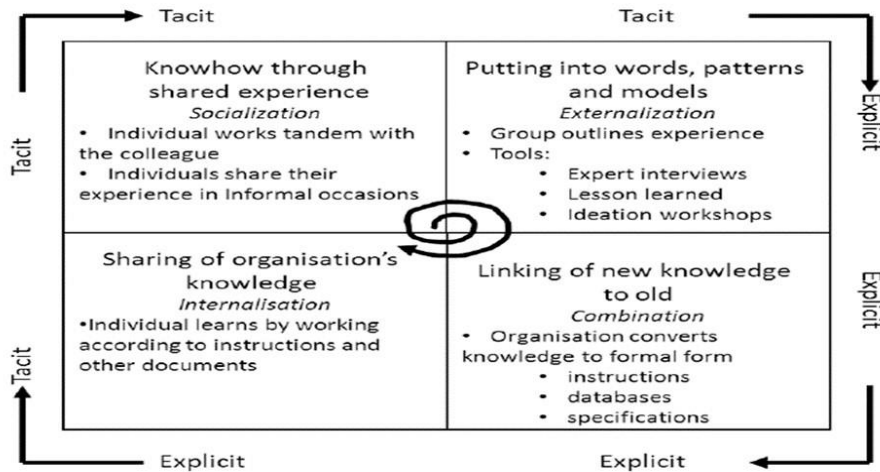 Tacit
Tacit
Tacit
Knowhow through
shared experience
Socialization
• Individual works tandem with
the colleague
• Individuals share their
experience in Informal occasions
Putting into words, patterns
and models
Externalization
• Group outlines experience
• Tools:
• Expert interviews
• Lesson learned
• Ideation workshops
Explicit
Tacit
Sharing of organisation's
knowledge
Internalisation
•Individual learns by working
according to instructions and
other documents
Linking of new knowledge
to old
Combination
• Organisation converts
knowledge to formal form
• instructions
• databases
• specifications
Explicit
Explicit
Explicit